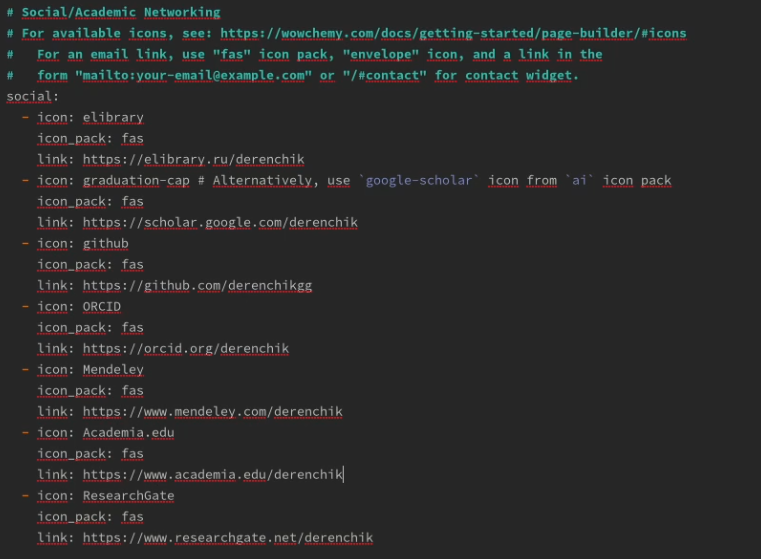 # Social/Academic Networking
# For available icons, see: https://wowchemy.com/docs/getting-started/page-builder/#icons
#   For an email link, use "fas" icon pack, "envelope" icon, and a link in the
#   form "mailto:your-email@example.com" or "/#contact" for contact widget.
social:
  - icon: elibrary
    icon_pack: fas
    link: https://elibrary.ru/derenchik
  - icon: graduation-cap # Alternatively, use `google-scholar` icon from `ai` icon pack
    icon_pack: fas
    link: https://scholar.google.com/derenchik
  - icon: github
    icon_pack: fas
    link: https://github.com/derenchikgg
  - icon: ORCID
    icon_pack: fas
    link: https://orcid.org/derenchik
  - icon: Mendeley
    icon_pack: fas
    link: https://www.mendeley.com/derenchik
  - icon: Academia.edu
    icon_pack: fas
    link: https://www.academia.edu/derenchik
  - icon: ResearchGate
    icon_pack: fas
    link: https://www.researchgate.net/derenchik